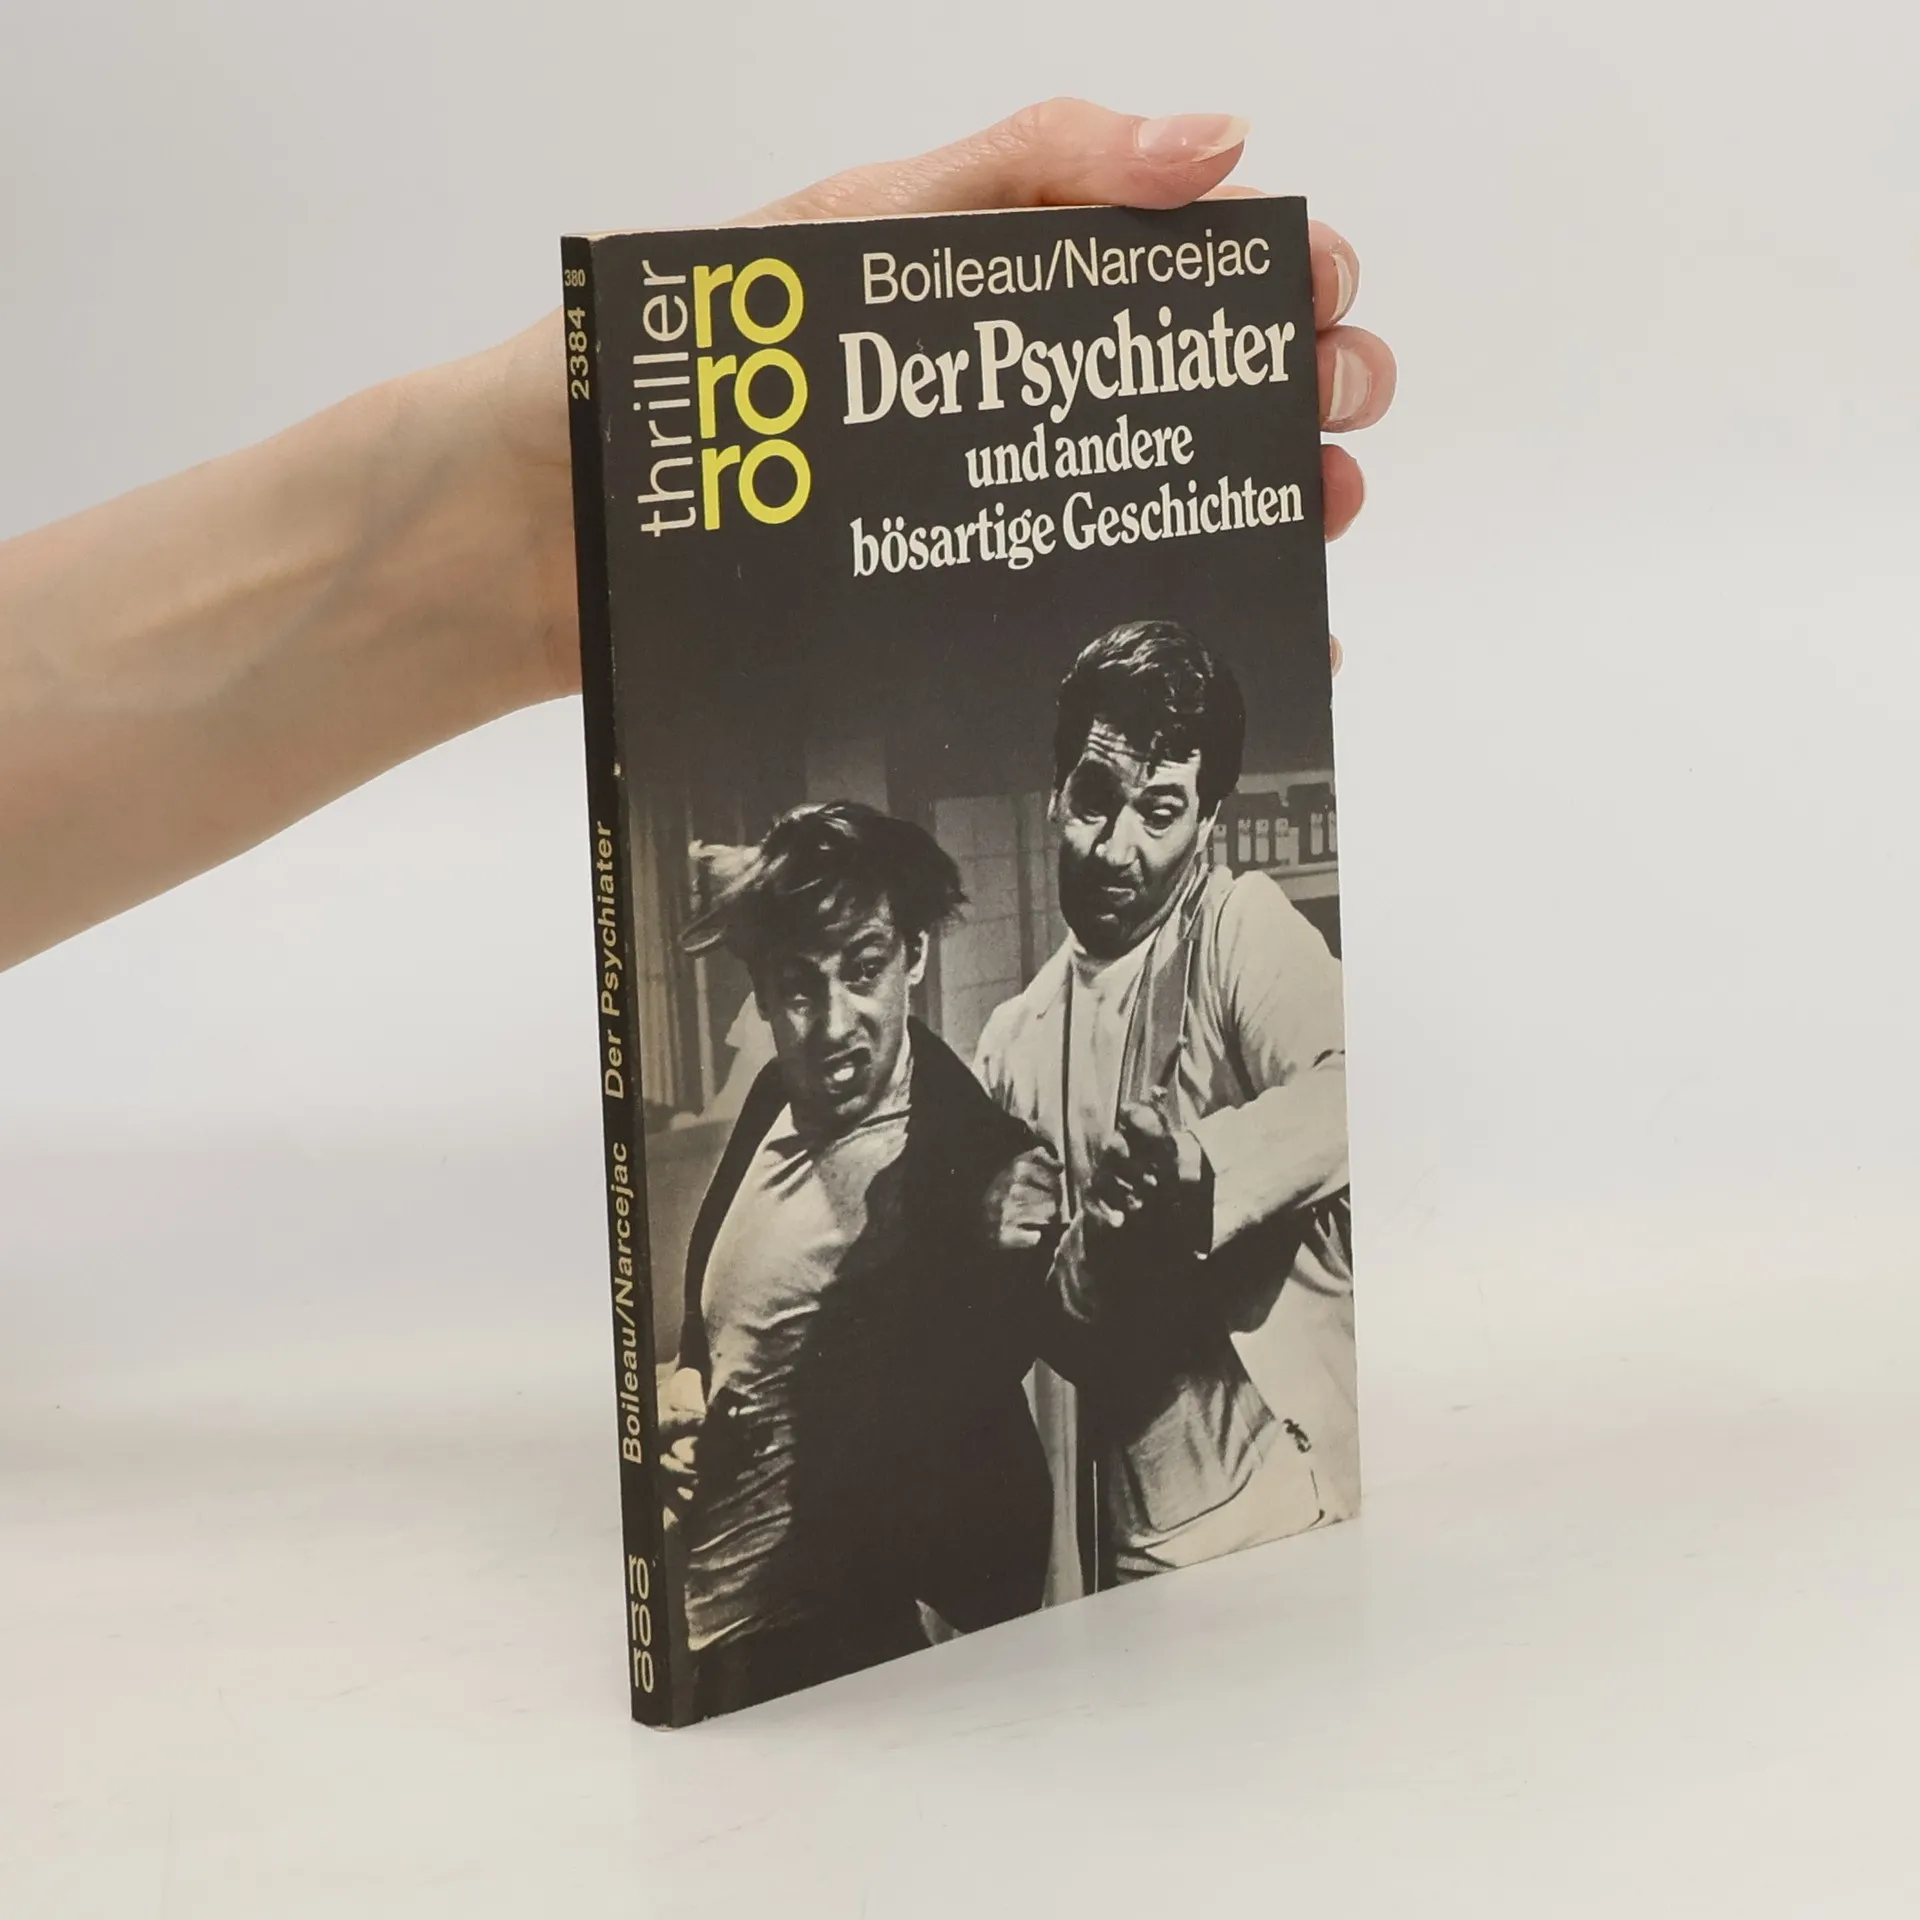 380
2384
Boileau/Narcejac Der Psychiater
ro
ro
ro
thriller
ro
ro
ro
Boileau/Narcejac
Der Psychiater
und andere
bösartige Geschichten